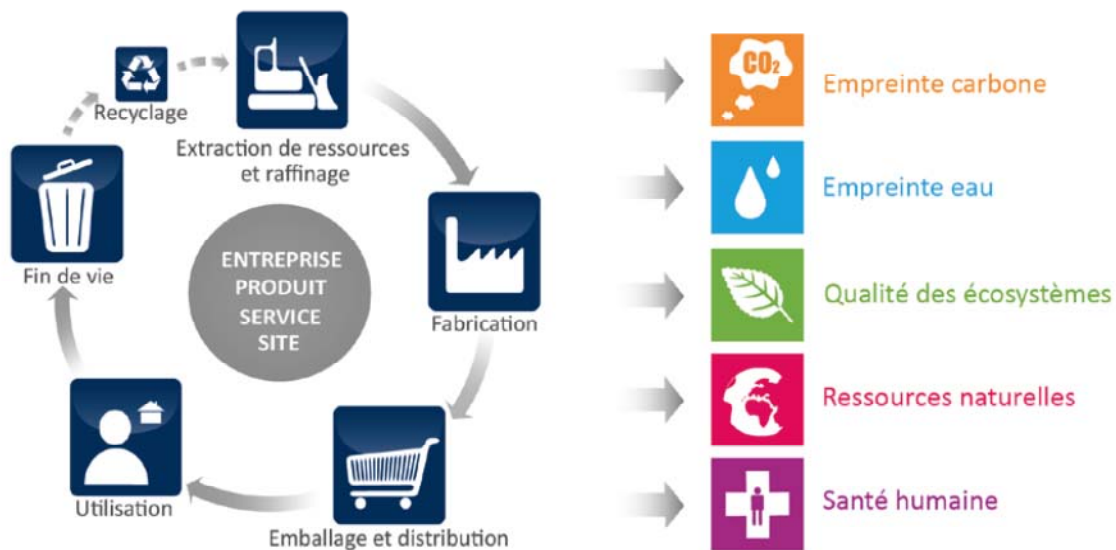 Recyclage
Extraction de ressources
et raffinage
Fabrication
Emballage et distribution
Utilisation
Fin de vie
ENTREPRISE
PRODUIT
SERVICE
SITE
CO₂
Empreinte carbone
Empreinte eau
Qualité des écosystèmes
Ressources naturelles
Santé humaine